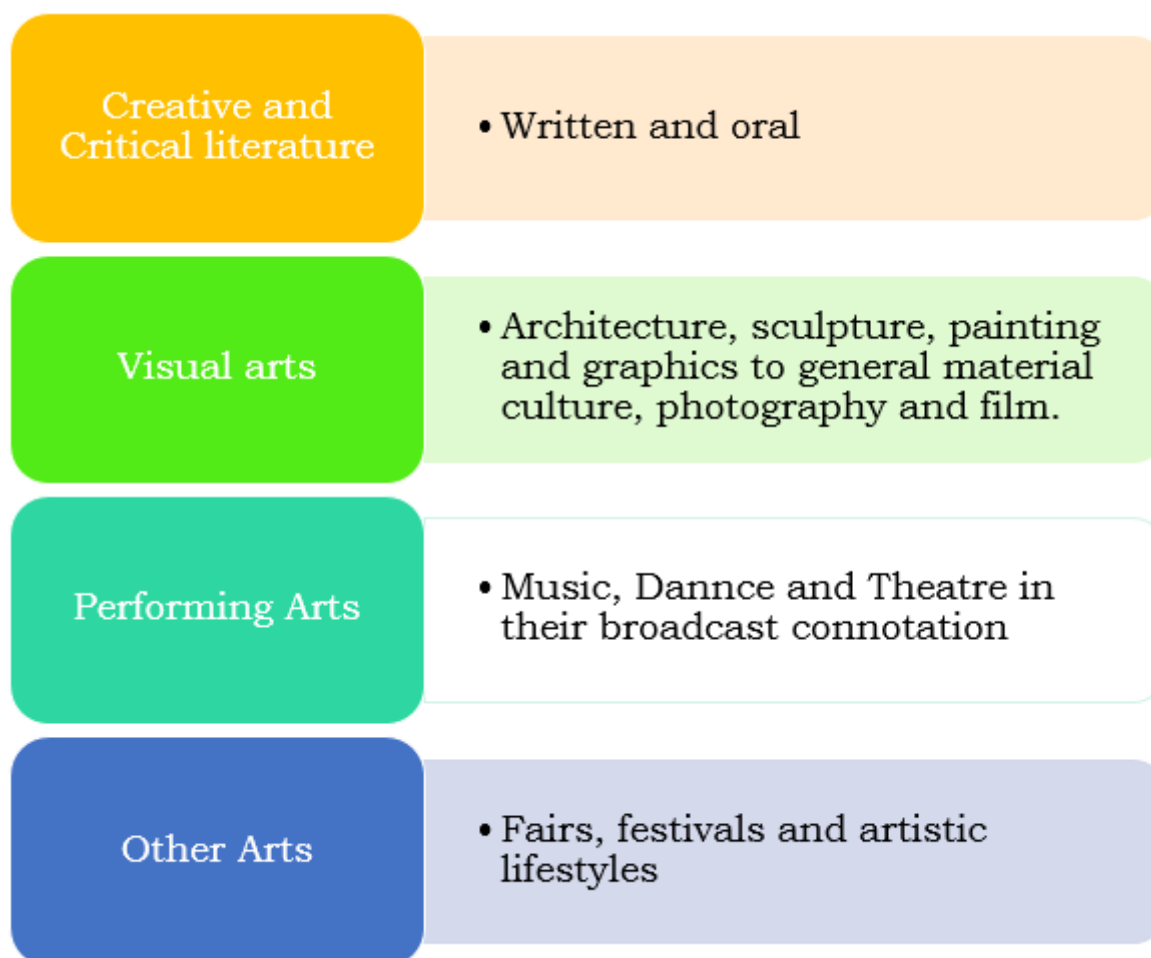 Creative and
Critical literature
• Written and oral
Visual arts
• Architecture, sculpture, painting
and graphics to general material
culture, photography and film.
Performing Arts
• Music, Dannce and Theatre in
their broadcast connotation
Other Arts
• Fairs, festivals and artistic
lifestyles